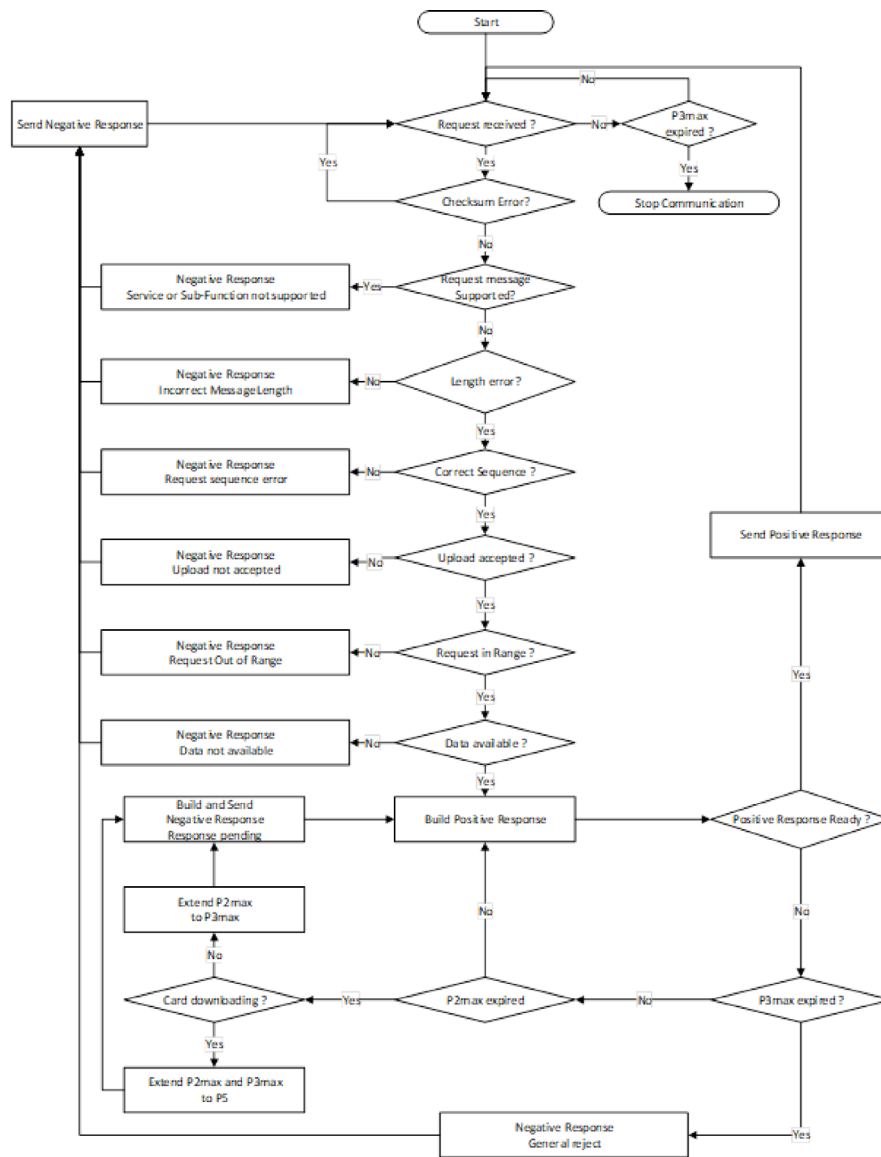 Start
No
Send Negative Response
Request received ?
No
P3max
expired ?
Yes
Yes
Yes
Checksum Error?
Stop Communication
No
Negative Response
Service or Sub-Function not supported
Yes
Request message
Supported?
No
Negative Response
Incorrect Message Length
No
Length error ?
Yes
Negative Response
Request sequence error
No
Correct Sequence ?
Yes
Send Positive Response
Negative Response
Upload not accepted
No
Upload accepted ?
Yes
Negative Response
Request Out of Range
No
Request in Range ?
Yes
Yes
Negative Response
Data not available
No
Data available ?
Yes
Build and Send
Negative Response
Response pending
Build Positive Response
Positive Response Ready ?
Extend P2max
to P3max
No
No
No
Card downloading ?
Yes
P2max expired
No
P3max expired ?
Yes
Extend P2max and P3max
to P5
Negative Response
General reject
Yes